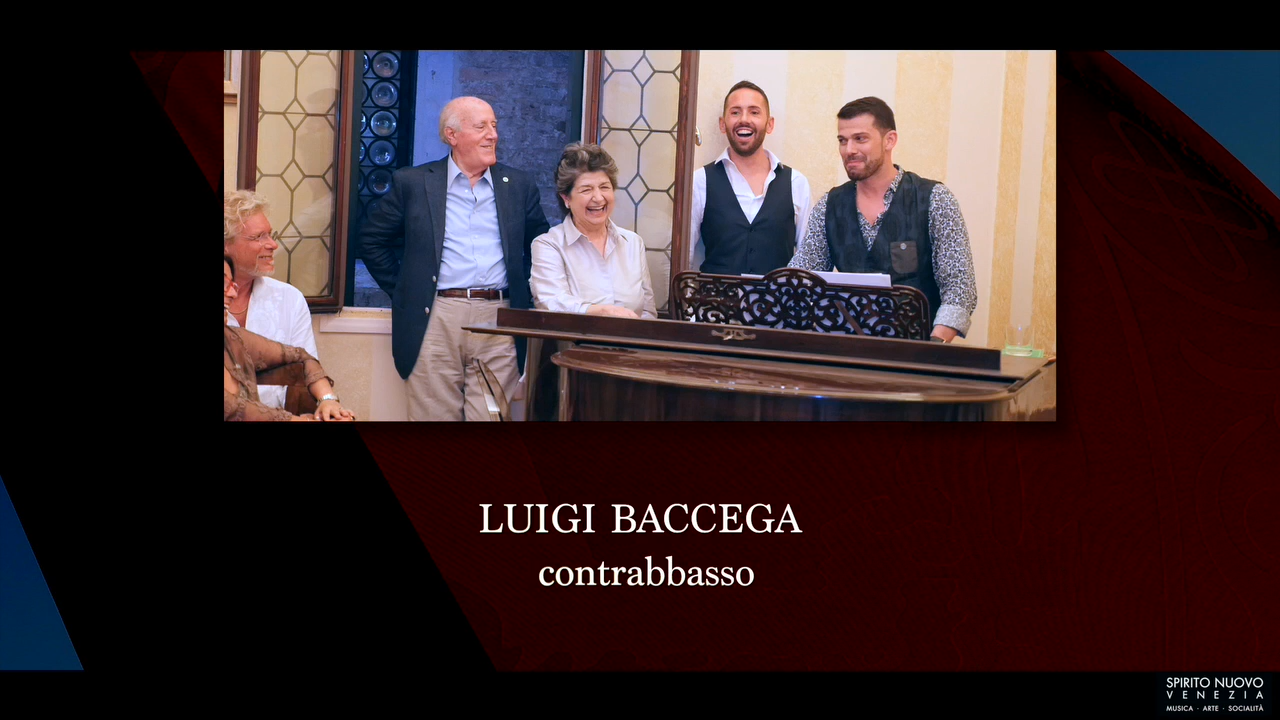 LUIGI BACCEGA
contrabbasso
SPIRITO NUOVO
VENEZIA
MUSICA · ARTE · SOCIALITÀ